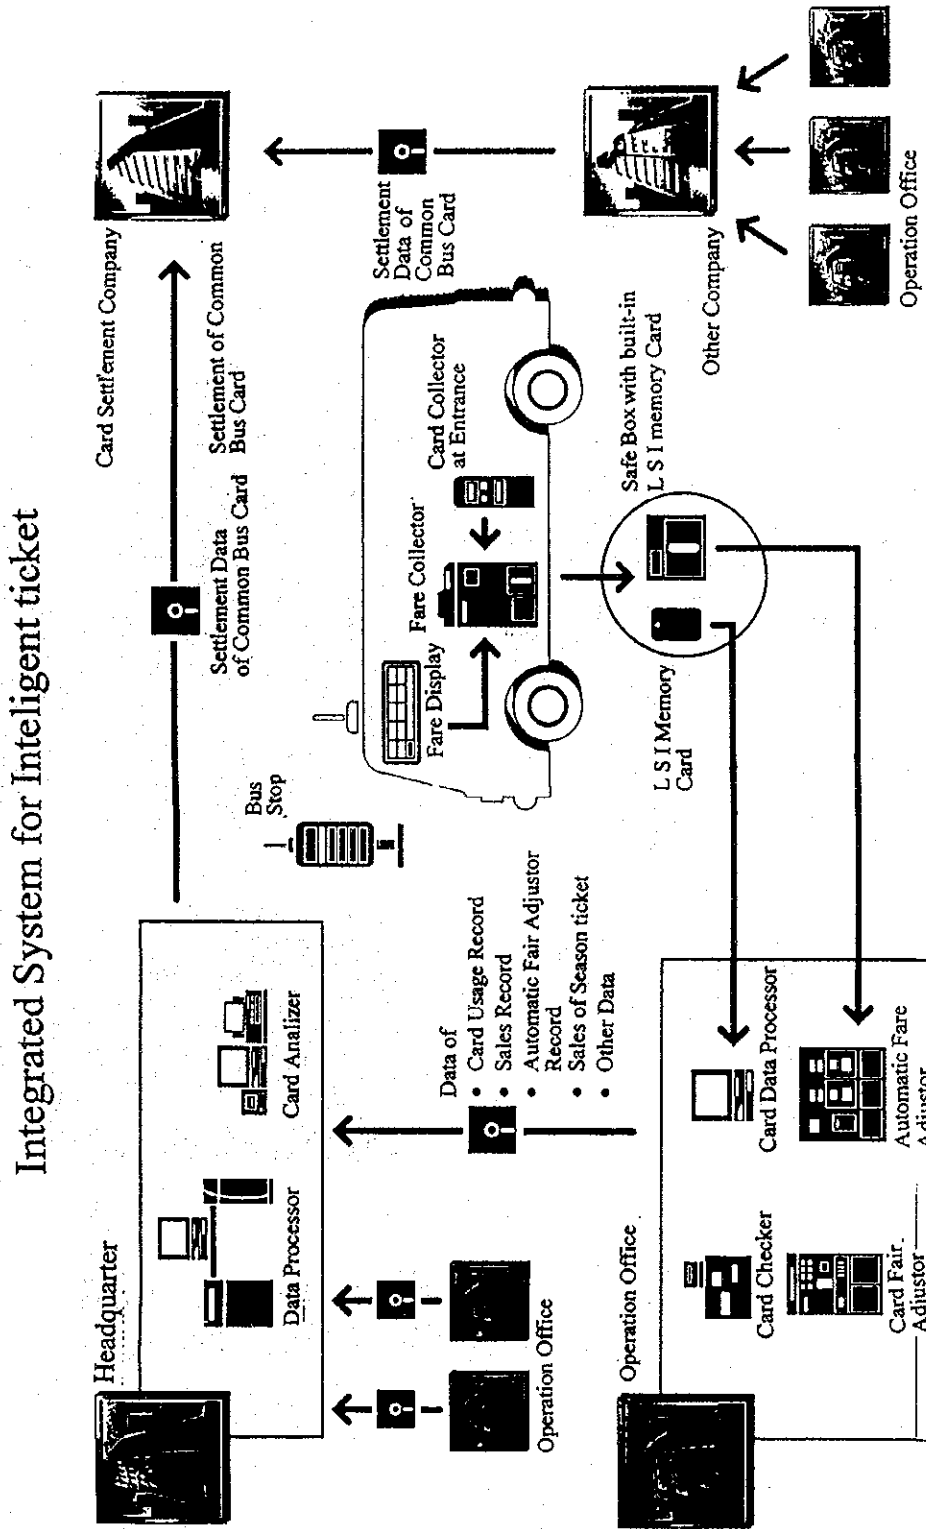 Integrated System for Inteligent ticket
Headquarter
Data Processor
Card Analizer
Operation Office
Bus
Stop
Settlement Data
of Common Bus Card
Settlement of Common
Bus Card
Card Settlement Company
Data of
• Card Usage Record
• Sales Record
• Automatic Fair Adjustor
Record
• Sales of Season ticket
• Other Data
Fare Display
Fare Collector
Card Collector
at Entrance
Settlement
Data of
Common
Bus Card
Operation Office
Card Checker
Card Data Processor
Card Fair
Adjustor
Automatic Fare
Adjustor
L S I Memory
Card
Safe Box with built-in
L S I memory Card
Other Company
Operation Office